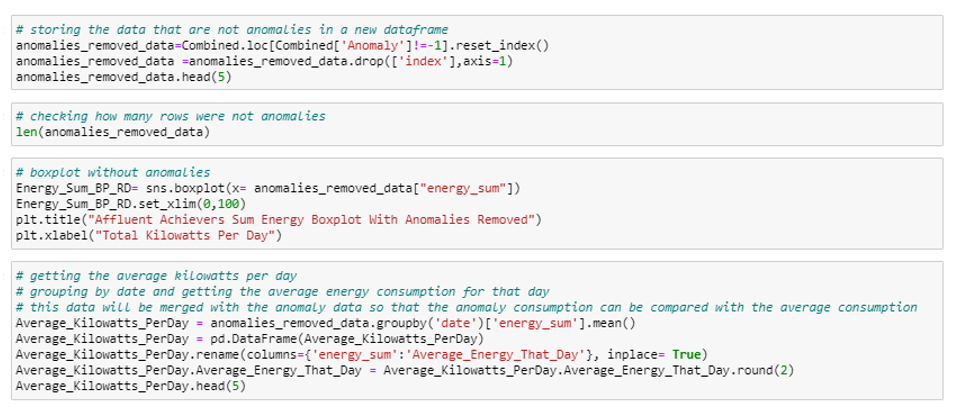 # storing the data that are not anomalies in a new dataframe
anomalies_removed_data=Combined.loc[Combined['Anomaly']!=-1].reset_index()
anomalies_removed_data =anomalies_removed_data.drop(['index'],axis=1)
anomalies_removed_data.head(5)
# checking how many rows were not anomalies
len(anomalies_removed_data)
# boxplot without anomalies
Energy_Sum_BP_RD= sns.boxplot(x= anomalies_removed_data["energy_sum"])
Energy_Sum_BP_RD.set_xlim(0,100)
plt.title("Affluent Achievers Sum Energy Boxplot With Anomalies Removed")
plt.xlabel("Total Kilowatts Per Day")
# getting the average kilowatts per day
# grouping by date and getting the average energy consumption for that day
# this data will be merged with the anomaly data so that the anomaly consumption can be compared with the average consumption
Average_Kilowatts_PerDay = anomalies_removed_data.groupby('date')['energy_sum'].mean()
Average_Kilowatts_PerDay = pd.DataFrame(Average_Kilowatts_PerDay)
Average_Kilowatts_PerDay.rename(columns={'energy_sum':'Average_Energy_That_Day'}, inplace= True)
Average_Kilowatts_PerDay.Average_Energy_That_Day = Average_Kilowatts_PerDay.Average_Energy_That_Day.round(2)
Average_Kilowatts_PerDay.head(5)